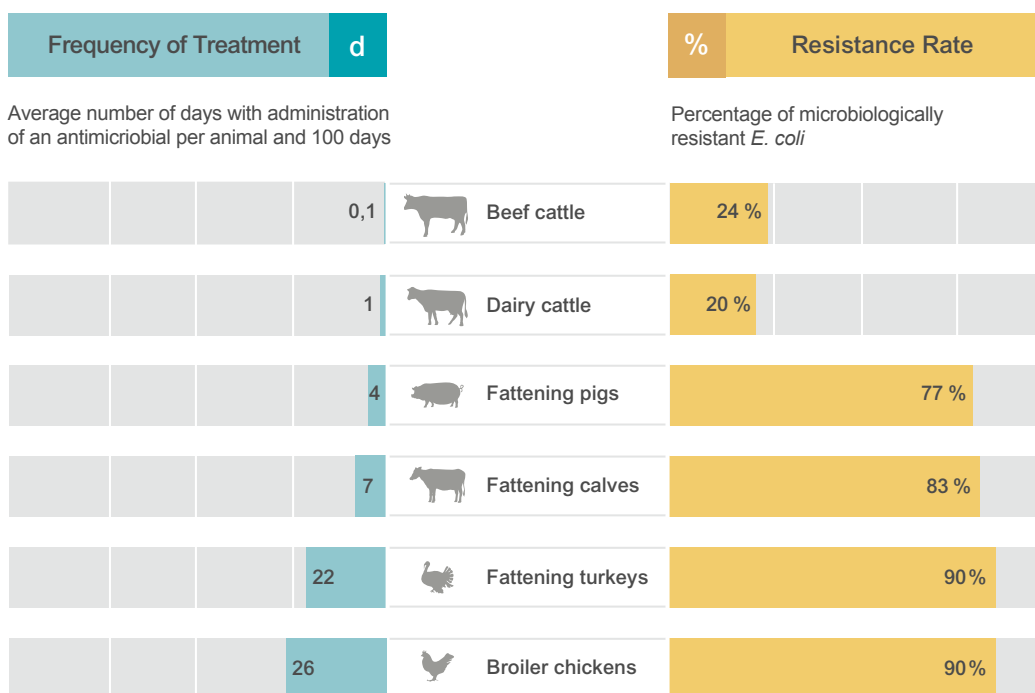 Frequency of Treatment d
% Resistance Rate
Average number of days with administration
of an antimicriobial per animal and 100 days
Percentage of microbiologically
resistant E. coli
0,1 Beef cattle 24 %
1 Dairy cattle 20 %
4 Fattening pigs 77 %
7 Fattening calves 83 %
22 Fattening turkeys 90 %
26 Broiler chickens 90 %